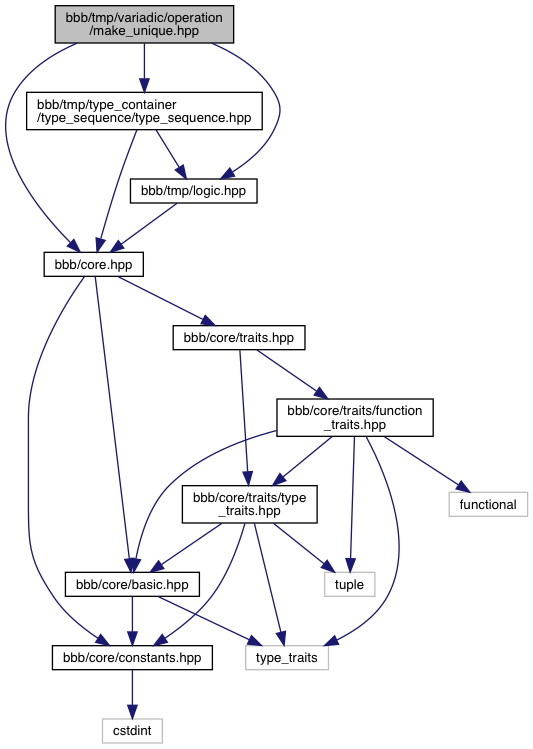 bbb/tmp/variadic/operation
/make_unique.hpp
bbb/tmp/type_container
/type_sequence/type_sequence.hpp
bbb/tmp/logic.hpp
bbb/core.hpp
bbb/core/traits.hpp
bbb/core/traits/function
_traits.hpp
bbb/core/traits/type
_traits.hpp
functional
bbb/core/basic.hpp
tuple
bbb/core/constants.hpp
type_traits
cstdint